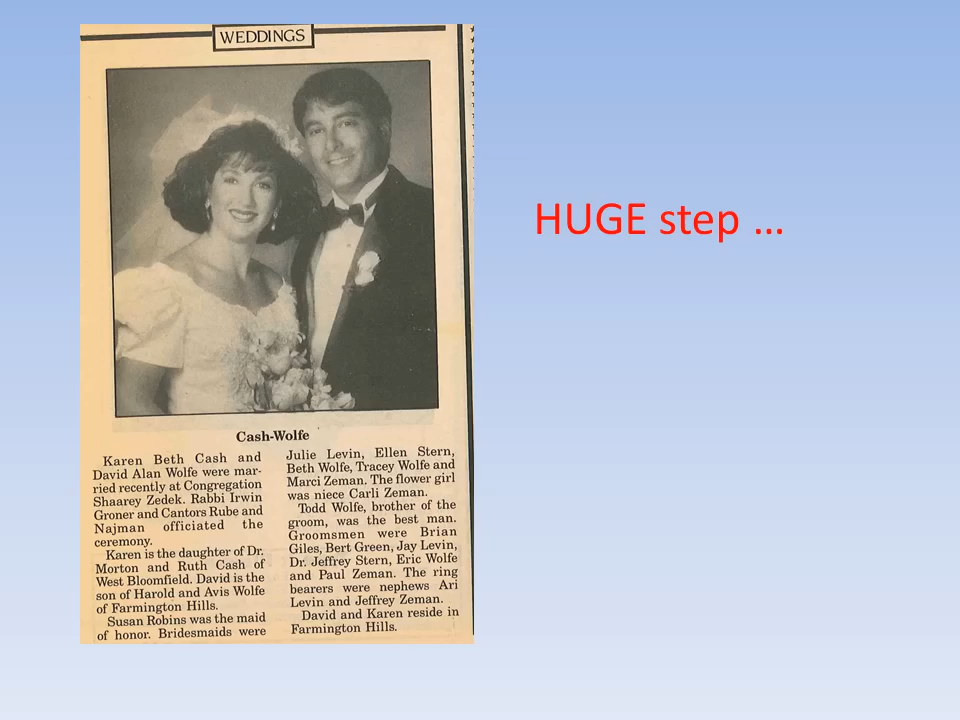 WEDDINGS
HUGE step ...
Cash-Wolfe
Karen Beth Cash and
David Alan Wolfe were mar-
ried recently at Congregation
Shaarey Zedek. Rabbi Irwin
Groner and Cantors Rube and
Najman officiated the
ceremony.
Karen is the daughter of Dr.
Morton and Ruth Cash of
West Bloomfield. David is the
son of Harold and Avis Wolfe
of Farmington Hills.
Susan Robins was the maid
of honor. Bridesmaids were
Julie Levin, Ellen Stern,
Beth Wolfe, Tracey Wolfe and
Marci Zeman. The flower girl
was niece Carli Zeman.
Todd Wolfe, brother of the
groom, was the best man.
Groomsmen were Brian
Giles, Bert Green, Jay Levin,
Dr. Jeffrey Stern, Eric Wolfe
and Paul Zeman. The ring
bearers were nephews Ari
Levin and Jeffrey Zeman.
David and Karen reside in
Farmington Hills.